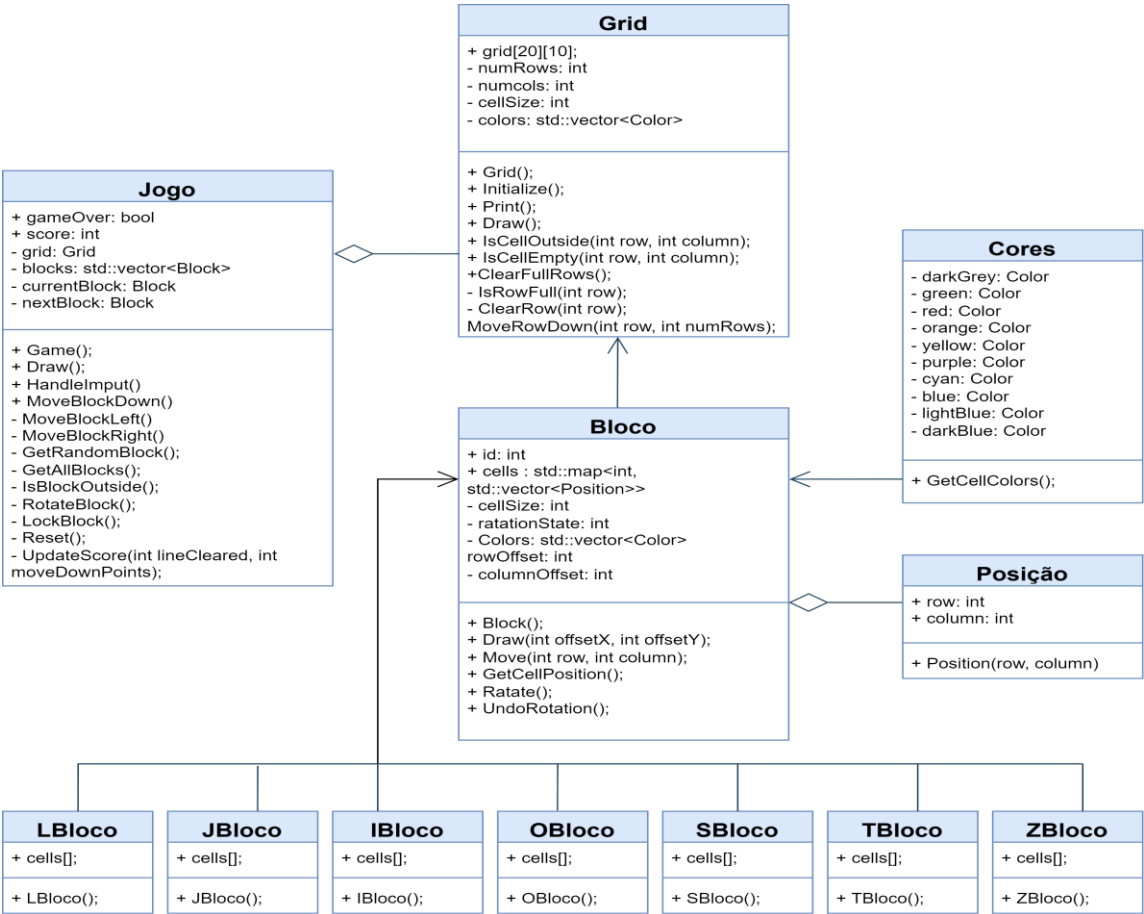 Grid
+ grid[20][10];
- numRows: int
- numcols: int
- cellSize: int
- colors: std::vector<Color>
+ Grid();
+ Initialize();
+ Print();
+ Draw();
+ IsCellOutside(int row, int column);
+ IsCellEmpty(int row, int column);
+ClearFullRows();
- IsRowFull(int row);
- ClearRow(int row);
MoveRowDown(int row, int numRows);
Jogo
+ gameOver: bool
+ score: int
- grid: Grid
- blocks: std::vector<Block>
- currentBlock: Block
- nextBlock: Block
+ Game();
+ Draw();
+ HandleImput()
+ MoveBlockDown()
- MoveBlockLeft()
- MoveBlockRight()
- GetRandomBlock();
- GetAllBlocks();
- IsBlockOutside();
- RotateBlock();
- LockBlock();
- Reset();
- UpdateScore(int lineCleared, int
moveDownPoints);
Cores
- darkGrey: Color
- green: Color
- red: Color
- orange: Color
- yellow: Color
- purple: Color
- cyan: Color
- blue: Color
- lightBlue: Color
- darkBlue: Color
+ GetCellColors();
Bloco
+ id: int
+ cells : std::map<int,
std::vector<Position>>
- cellSize: int
- ratationState: int
- Colors: std::vector<Color>
rowOffset: int
- columnOffset: int
+ Block();
+ Draw(int offsetX, int offsetY);
+ Move(int row, int column);
+ GetCellPosition();
+ Ratate();
+ UndoRotation();
Posição
+ row: int
+ column: int
+ Position(row, column)
LBloco
+ cells[];
+ LBloco();
JBloco
+ cells[];
+ JBloco();
IBloco
+ cells[];
+ IBloco();
OBloco
+ cells[];
+ OBloco();
SBloco
+ cells[];
+ SBloco();
TBloco
+ cells[];
+ TBloco();
ZBloco
+ cells[];
+ ZBloco();